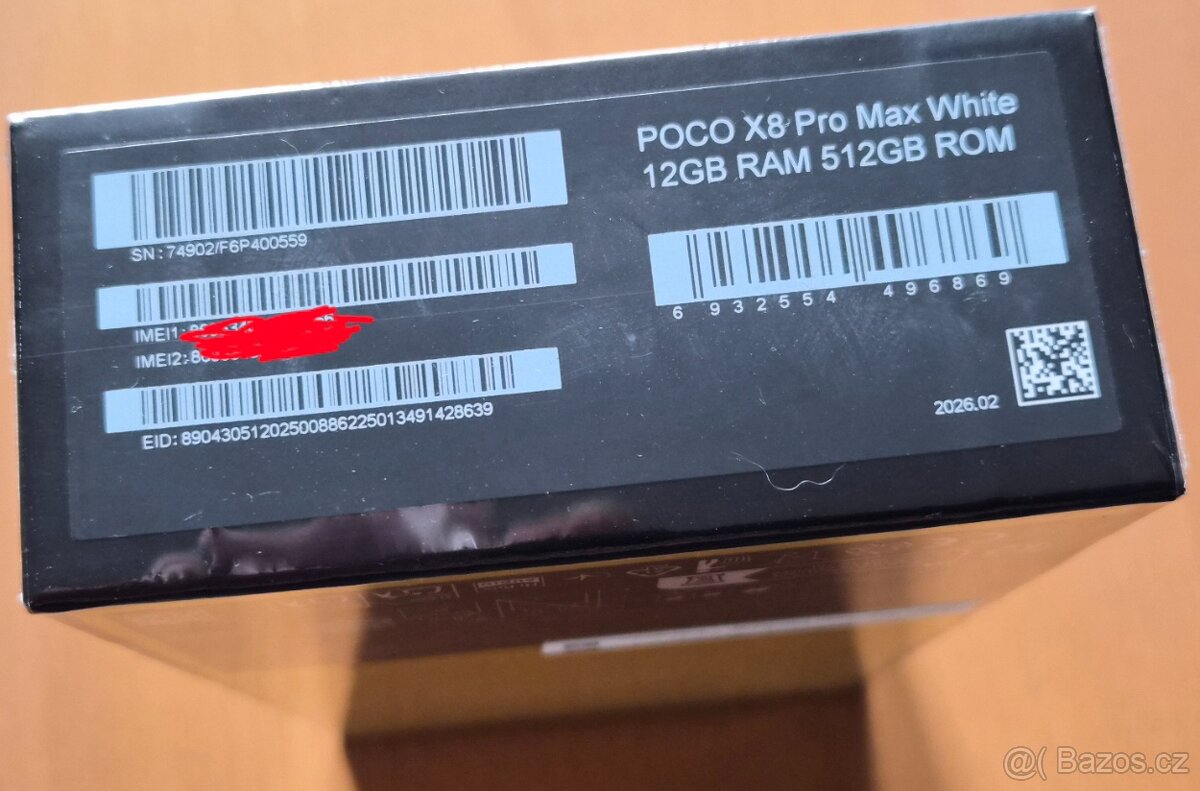 POCO X8 Pro Max White
12GB RAM 512GB ROM
SN: 74902/F6P400559
IMEI1:
IMEI2:
EID: 89043051202500886225013491428639
6 932554 496869
2026.02
@( Bazos.cz